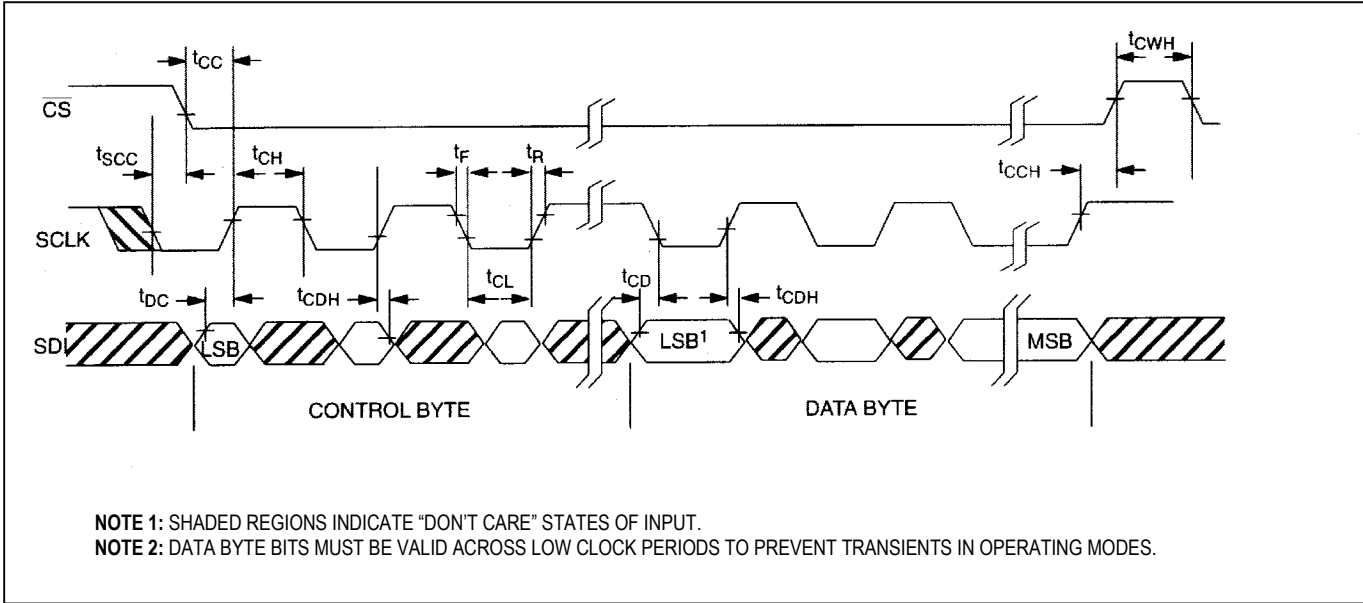 tCC
tCWH
CS
tSCC
tCH
tF
tR
tCCH
SCLK
tDC
tCDH
tCL
tCD
tCDH
SDI
LSB
LSB¹
MSB
CONTROL BYTE
DATA BYTE
NOTE 1: SHADED REGIONS INDICATE “DON’T CARE” STATES OF INPUT.
NOTE 2: DATA BYTE BITS MUST BE VALID ACROSS LOW CLOCK PERIODS TO PREVENT TRANSIENTS IN OPERATING MODES.